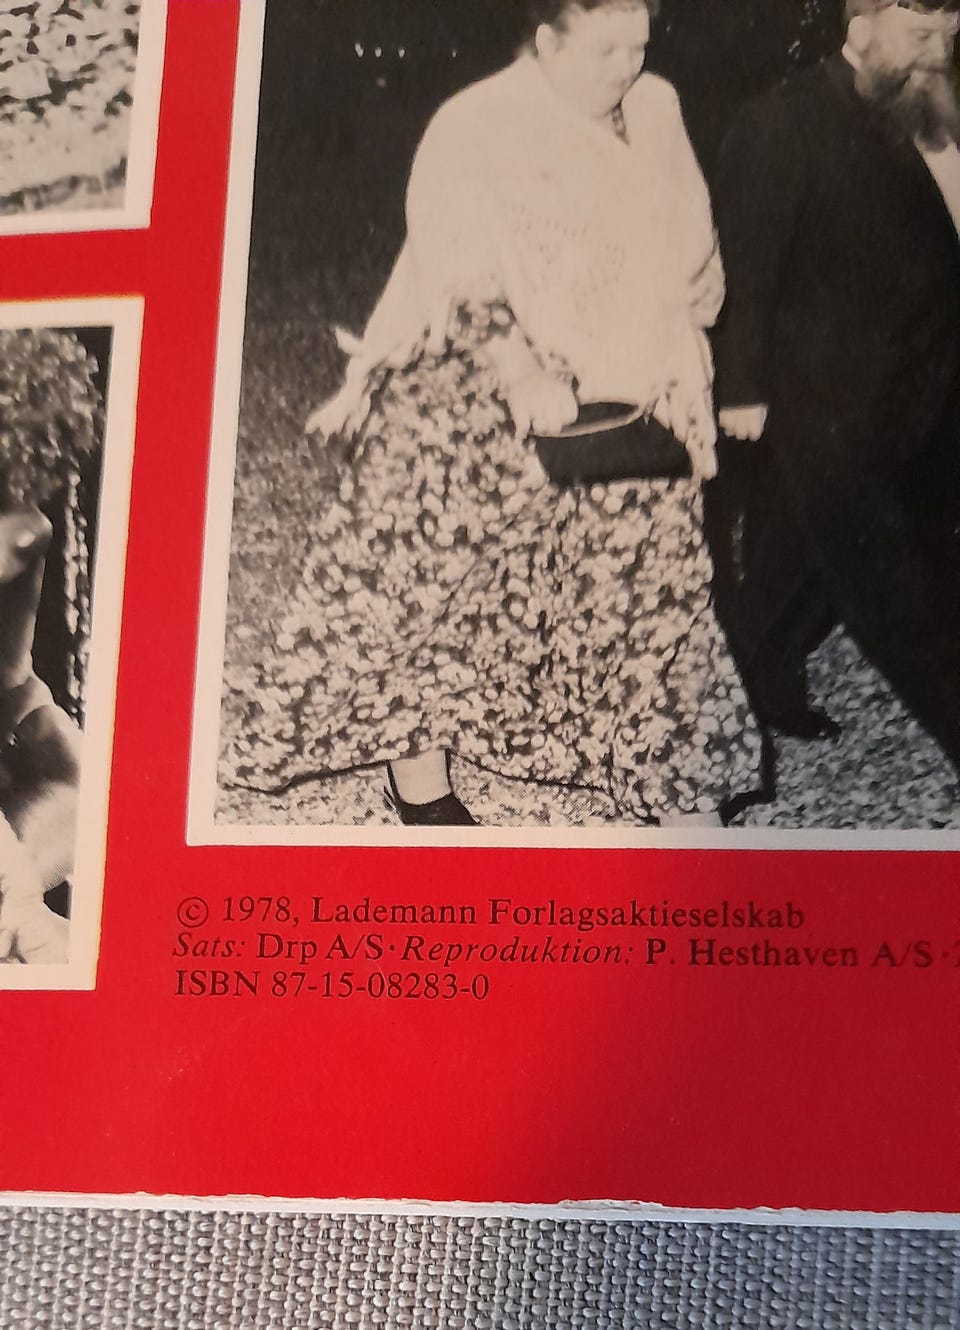 © 1978, Lademann Forlagsaktieselskab
Sats: Drp A/S · Reproduktion: P. Hesthaven A/S ·
ISBN 87-15-08283-0